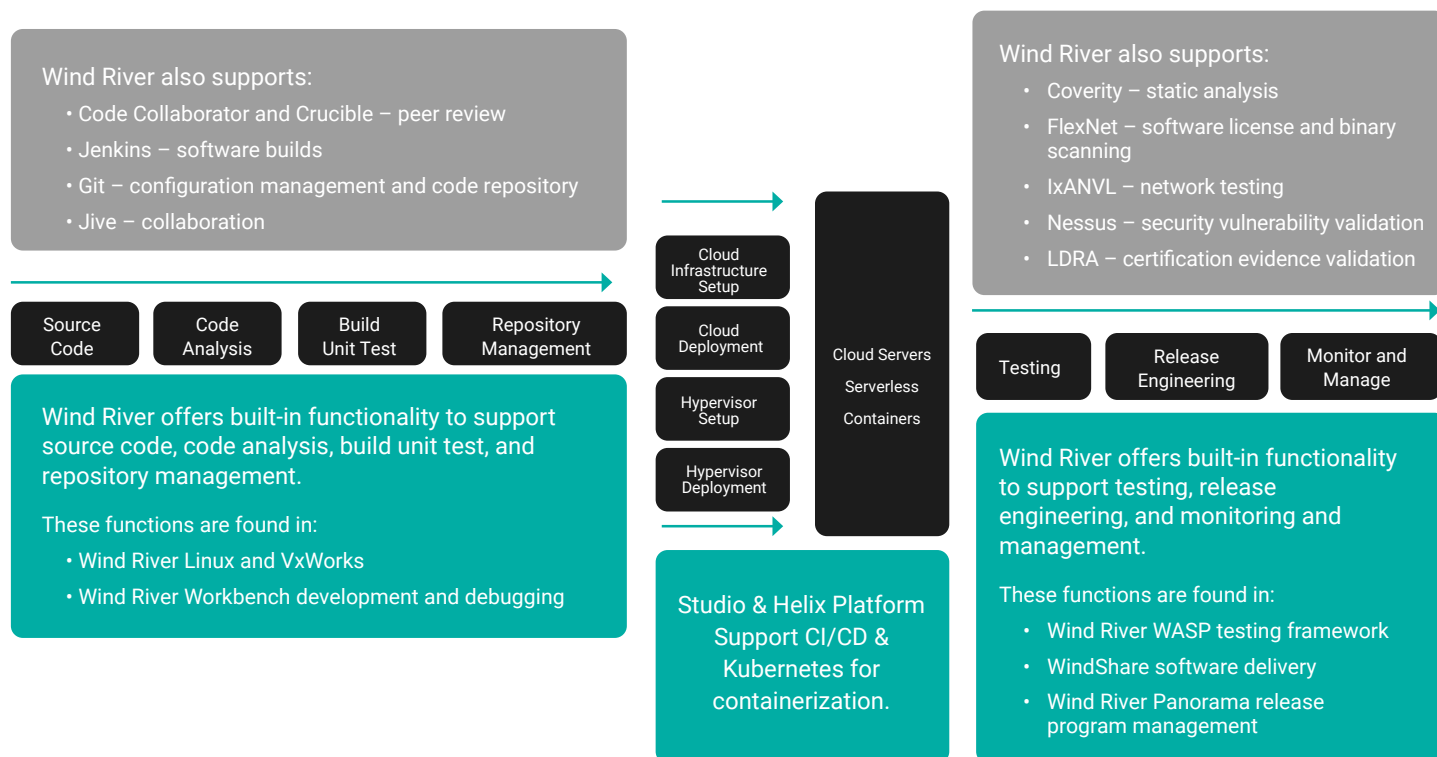 Wind River also supports:
• Code Collaborator and Crucible – peer review
• Jenkins – software builds
• Git – configuration management and code repository
• Jive – collaboration
Source
Code
Code
Analysis
Build
Unit Test
Repository
Management
Wind River offers built-in functionality to support
source code, code analysis, build unit test, and
repository management.
These functions are found in:
• Wind River Linux and VxWorks
• Wind River Workbench development and debugging
Cloud
Infrastructure
Setup
Cloud
Deployment
Hypervisor
Setup
Hypervisor
Deployment
Cloud Servers
Serverless
Containers
Studio & Helix Platform
Support CI/CD &
Kubernetes for
containerization.
Wind River also supports:
• Coverity – static analysis
• FlexNet – software license and binary
scanning
• IxANVL – network testing
• Nessus – security vulnerability validation
• LDRA – certification evidence validation
Testing
Release
Engineering
Monitor and
Manage
Wind River offers built-in functionality
to support testing, release
engineering, and monitoring and
management.
These functions are found in:
• Wind River WASP testing framework
• WindShare software delivery
• Wind River Panorama release
program management